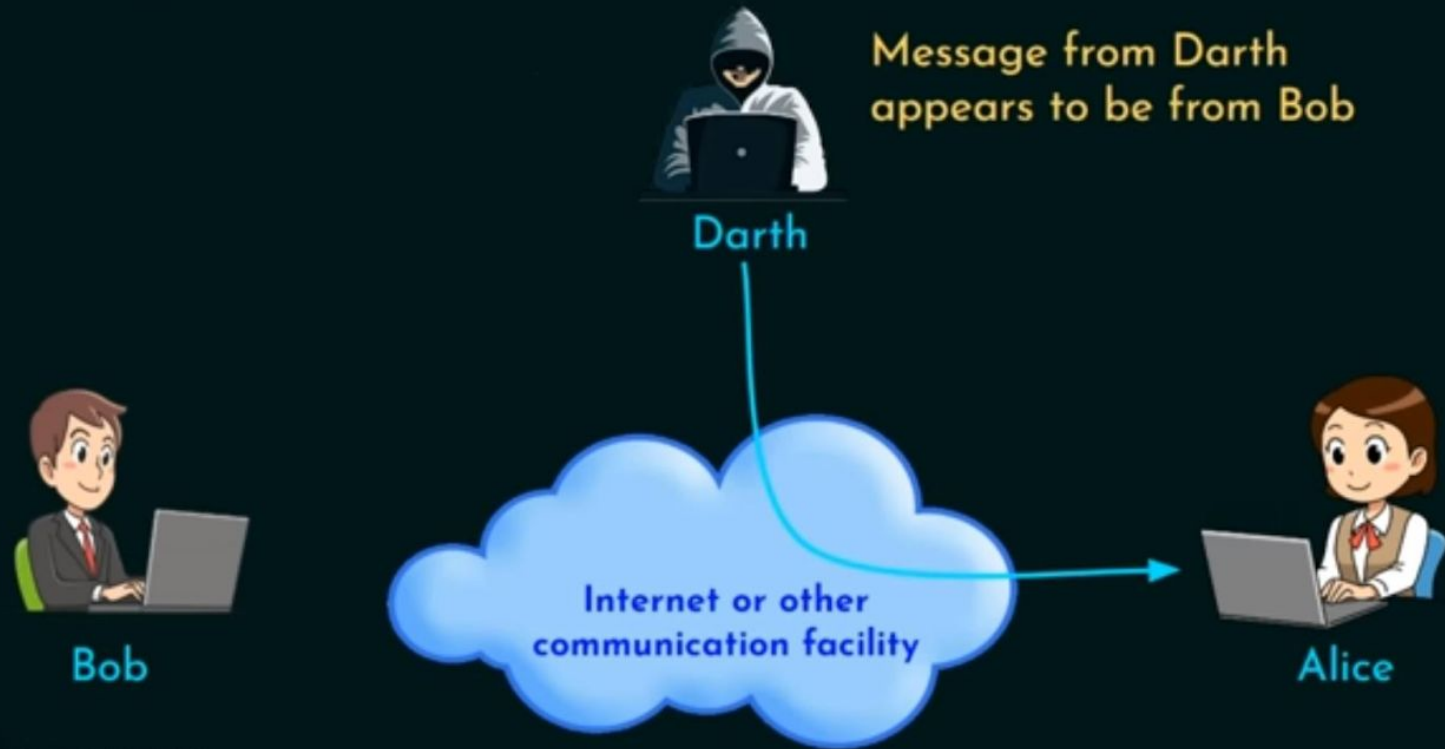 Message from Darth
appears to be from Bob
Darth
Internet or other
communication facility
Bob
Alice